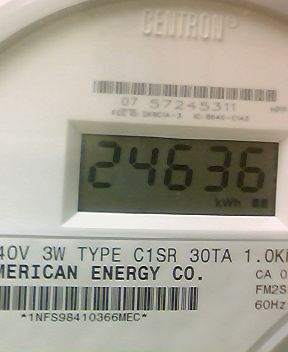 CENTRON®
07 57245311
24636
kWh
40V 3W TYPE C1SR 30TA 1.0K
MERICAN ENERGY CO.
CA 0
FM2S
60Hz
*1NFS98410366MEC*